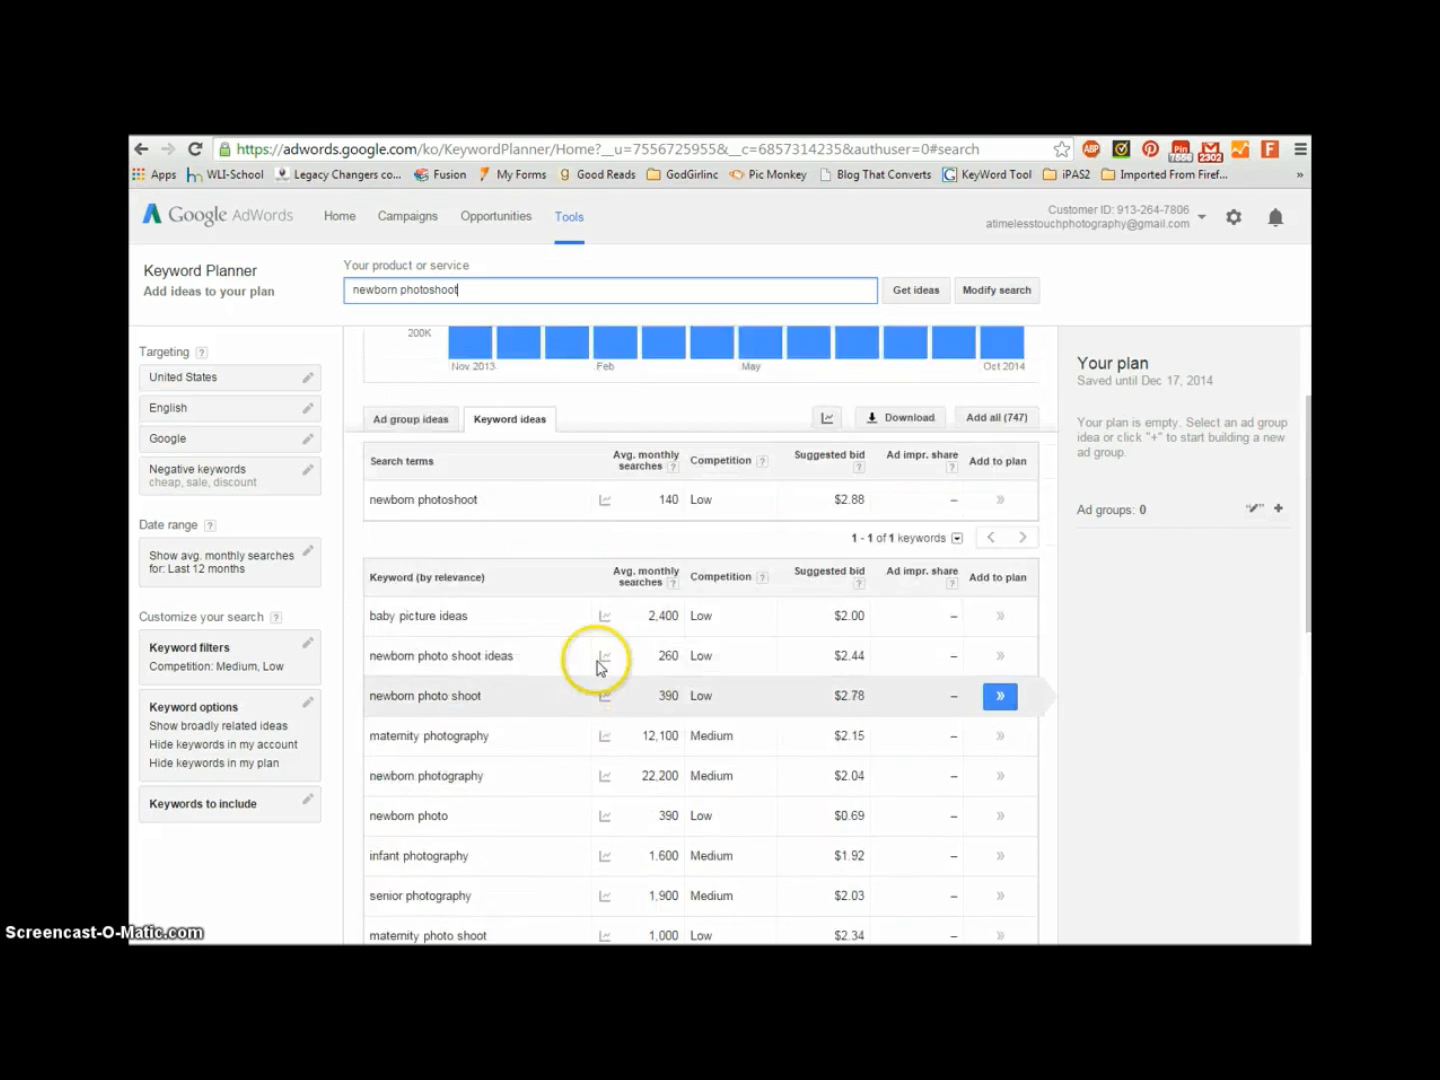 https://adwords.google.com/ko/KeywordPlanner/Home?__u=7556725955&__c=6857314235&authuser=0#search
ABP
Pin
7556
2302
F
Apps WLI-School Legacy Changers co... Fusion My Forms Good Reads GodGirlinc Pic Monkey Blog That Converts KeyWord Tool iPAS2 Imported From Firef... »
Google AdWords Home Campaigns Opportunities Tools
Customer ID: 913-264-7806
atimelesstouchphotography@gmail.com
Keyword Planner
Add ideas to your plan
Your product or service
newborn photoshoot
Get ideas Modify search
Targeting ?
United States
English
Google
Negative keywords
cheap, sale, discount
Date range ?
Show avg. monthly searches
for: Last 12 months
Customize your search ?
Keyword filters
Competition: Medium, Low
Keyword options
Show broadly related ideas
Hide keywords in my account
Hide keywords in my plan
Keywords to include
200K
Nov 2013 Feb May Oct 2014
Ad group ideas Keyword ideas Download Add all (747)
Search terms Avg. monthly searches ? Competition ? Suggested bid ? Ad impr. share ? Add to plan
newborn photoshoot 140 Low $2.88 – »
1 - 1 of 1 keywords
Keyword (by relevance) Avg. monthly searches ? Competition ? Suggested bid ? Ad impr. share ? Add to plan
baby picture ideas 2,400 Low $2.00 – »
newborn photo shoot ideas 260 Low $2.44 – »
newborn photo shoot 390 Low $2.78 – »
maternity photography 12,100 Medium $2.15 – »
newborn photography 22,200 Medium $2.04 – »
newborn photo 390 Low $0.69 – »
infant photography 1,600 Medium $1.92 – »
senior photography 1,900 Medium $2.03 – »
maternity photo shoot 1,000 Low $2.34 – »
Your plan
Saved until Dec 17, 2014
Your plan is empty. Select an ad group
idea or click "+" to start building a new
ad group.
Ad groups: 0 +
Screencast-O-Matic.com